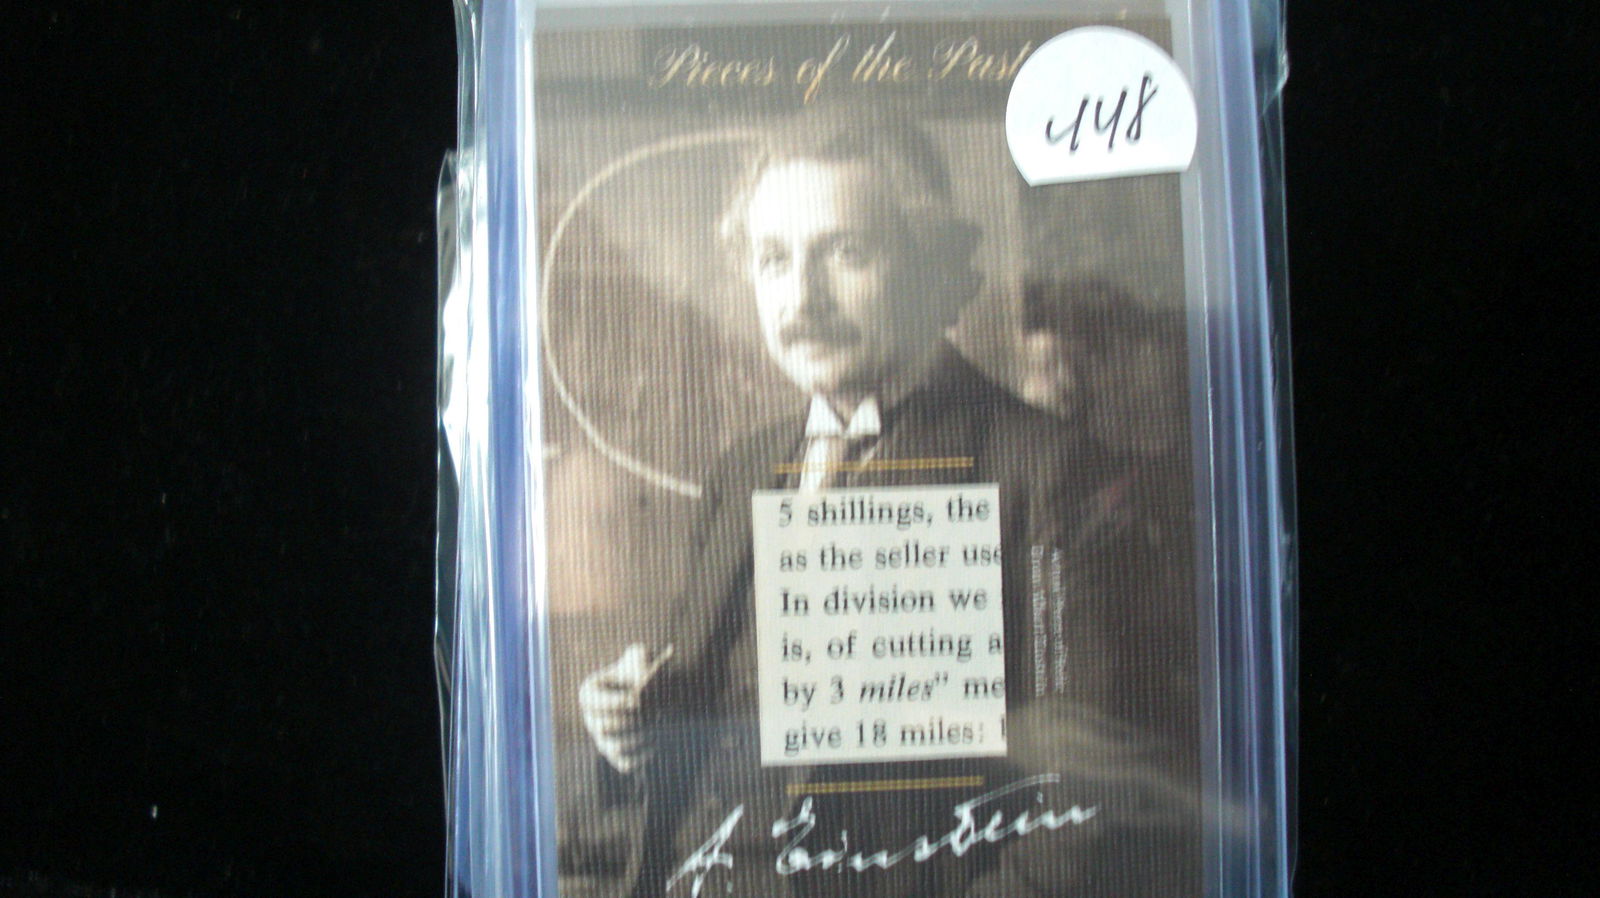 Pieces of the Past
448
5 shillings, the
as the seller use
In division we
is, of cutting a
by 3 miles" me
give 18 miles:
A. Einstein